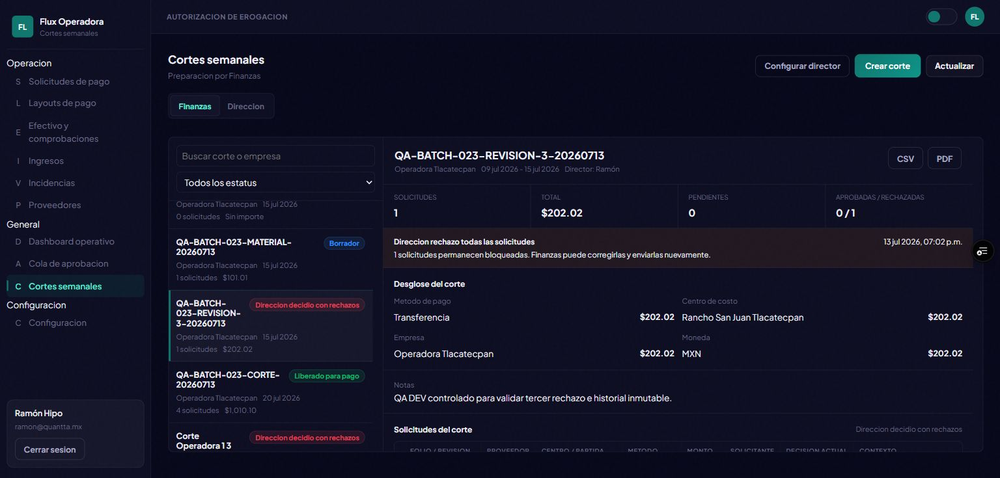 FL
Flux Operadora
Cortes semanales
Operacion
S Solicitudes de pago
L Layouts de pago
E Efectivo y
comprobaciones
I Ingresos
V Incidencias
P Proveedores
General
D Dashboard operativo
A Cola de aprobacion
C Cortes semanales
Configuracion
C Configuracion
Ramón Hipo
ramon@quantta.mx
Cerrar sesion
AUTORIZACION DE EROGACION
FL
Cortes semanales
Preparacion por Finanzas
Configurar director
Crear corte
Actualizar
Finanzas
Direccion
Buscar corte o empresa
Todos los estatus
Operadora Tlacatecpan 15 jul 2026
0 solicitudes Sin importe
QA-BATCH-023-MATERIAL-
20260713
Borrador
Operadora Tlacatecpan 15 jul 2026
1 solicitudes $101.01
QA-BATCH-
023-REVISION-
3-20260713
Direccion decidio con rechazos
Operadora Tlacatecpan 15 jul 2026
1 solicitudes $202.02
QA-BATCH-023-CORTE-
20260713
Liberado para pago
Operadora Tlacatecpan 20 jul 2026
4 solicitudes $1,010.10
Corte
Operadora 1 3
Direccion decidio con rechazos
QA-BATCH-023-REVISION-3-20260713
Operadora Tlacatecpan 09 jul 2026 - 15 jul 2026 Director: Ramón
CSV
PDF
SOLICITUDES
1
TOTAL
$202.02
PENDIENTES
0
APROBADAS / RECHAZADAS
0 / 1
Direccion rechazo todas las solicitudes
13 jul 2026, 07:02 p.m.
1 solicitudes permanecen bloqueadas. Finanzas puede corregirlas y enviarlas nuevamente.
Desglose del corte
Metodo de pago
Transferencia $202.02
Centro de costo
Rancho San Juan Tlacatecpan $202.02
Empresa
Operadora Tlacatecpan $202.02
Moneda
MXN $202.02
Notas
QA DEV controlado para validar tercer rechazo e historial inmutable.
Solicitudes del corte
Direccion decidio con rechazos
FOLIO / REVISION PROVEEDOR CENTRO / PARTIDA METODO MONTO SOLICITANTE DECISION ACTUAL CONTEXTO